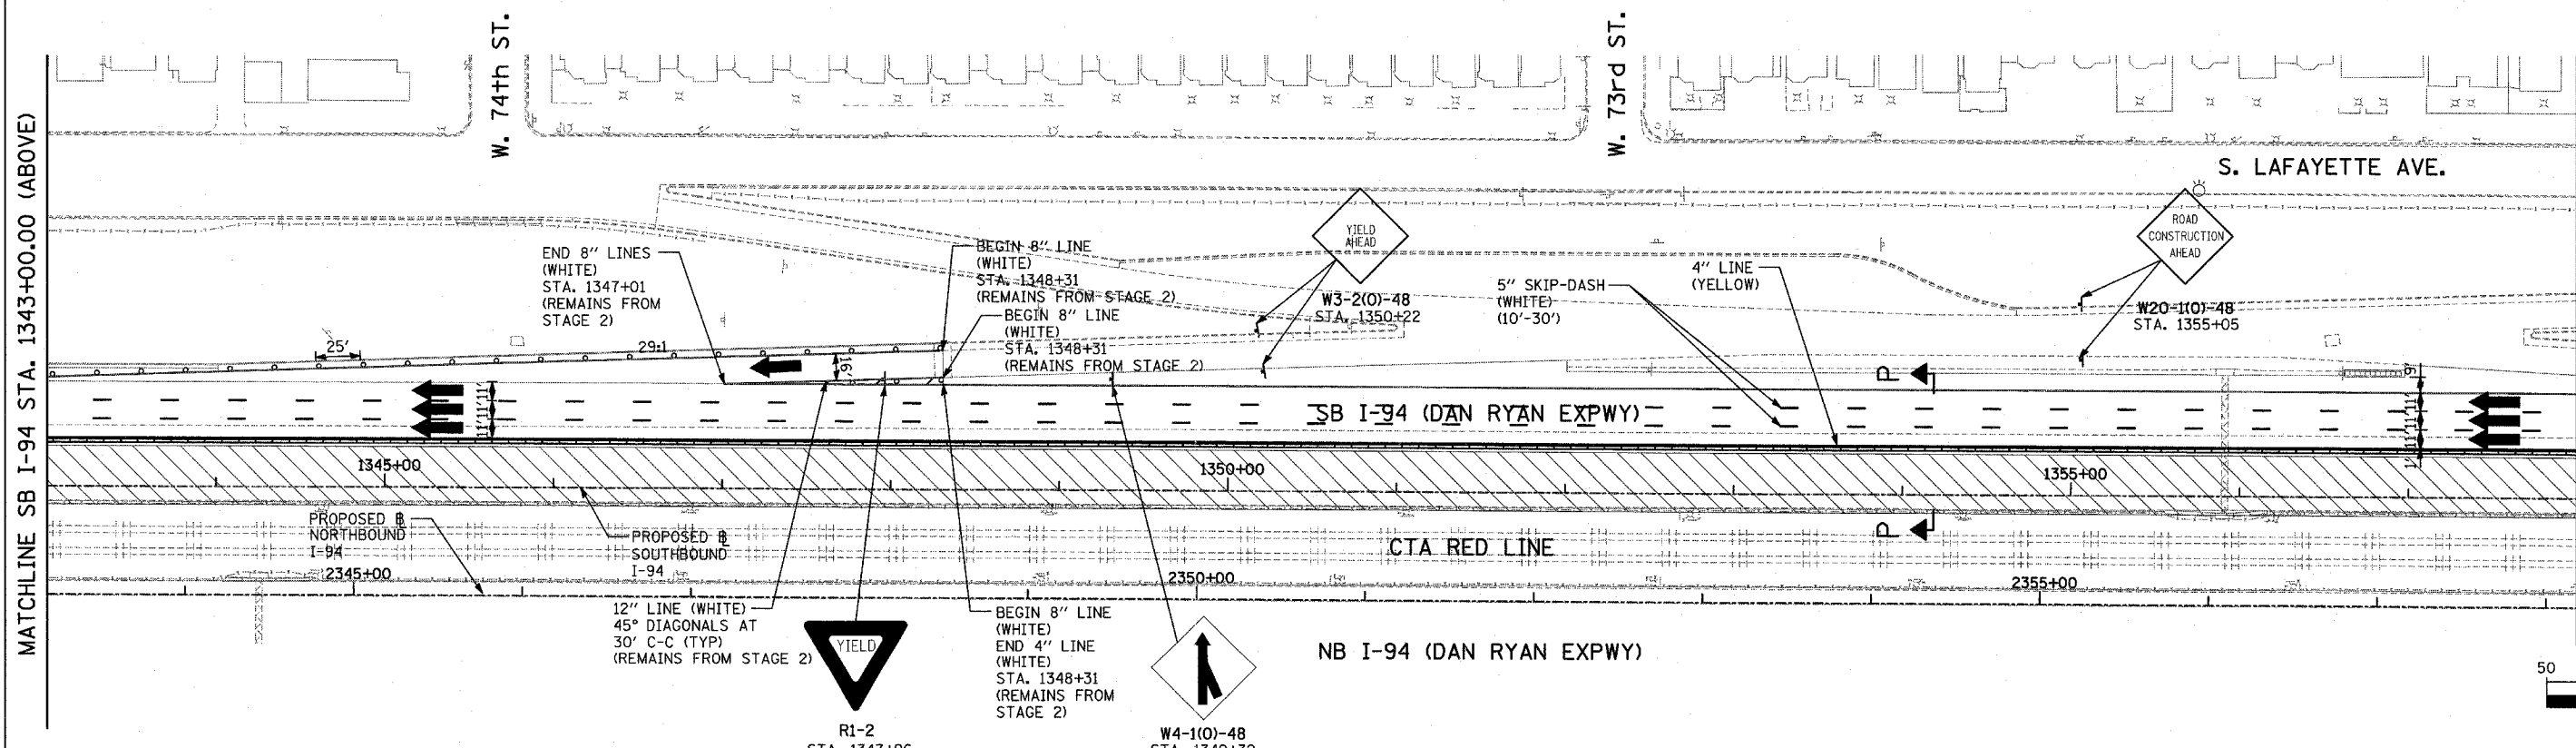 W. 74th ST.
W. 73rd ST.
MATCHLINE SB I-94 STA. 1343+00.00 (ABOVE)
S. LAFAYETTE AVE.
END 8" LINES
(WHITE)
STA. 1347+01
(REMAINS FROM
STAGE 2)
BEGIN 8" LINE
(WHITE)
STA. 1348+31
(REMAINS FROM STAGE 2)
BEGIN 8" LINE
(WHITE)
STA. 1348+31
(REMAINS FROM STAGE 2)
YIELD
AHEAD
W3-2(O)-48
STA. 1350+22
5" SKIP-DASH
(WHITE)
(10'-30')
4" LINE
(YELLOW)
ROAD
CONSTRUCTION
AHEAD
W20-1(O)-48
STA. 1355+05
25'
29:1
16'
11'11'11'
P
SB I-94 (DAN RYAN EXPWY)
1345+00
1350+00
1355+00
PROPOSED B
NORTHBOUND
I-94
PROPOSED B
SOUTHBOUND
I-94
P
CTA RED LINE
2345+00
2350+00
2355+00
12" LINE (WHITE)
45° DIAGONALS AT
30' C-C (TYP)
(REMAINS FROM STAGE 2)
YIELD
R1-2
BEGIN 8" LINE
(WHITE)
END 4" LINE
(WHITE)
STA. 1348+31
(REMAINS FROM
STAGE 2)
W4-1(O)-48
NB I-94 (DAN RYAN EXPWY)
50